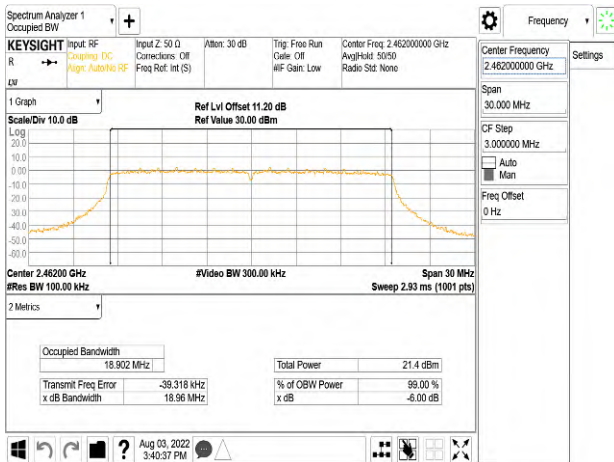 Spectrum Analyzer 1
Occupied BW
Frequency
KEYSIGHT
R
Input: RF
Coupling: DC
Align: Auto/No RF
Input Z: 50 Ω
Corrections: Off
Freq Ref: Int (S)
Atten: 30 dB
Trig: Free Run
Gate: Off
#IF Gain: Low
Center Freq: 2.462000000 GHz
Avg|Hold: 50/50
Radio Std: None
Center Frequency
2.462000000 GHz
Settings
Span
30.000 MHz
CF Step
3.000000 MHz
Auto
Man
Freq Offset
0 Hz
1 Graph
Scale/Div 10.0 dB
Ref Lvl Offset 11.20 dB
Ref Value 30.00 dBm
Log
20.0
10.0
0.00
-10.0
-20.0
-30.0
-40.0
-50.0
-60.0
Center 2.46200 GHz
#Video BW 300.00 kHz
Span 30 MHz
#Res BW 100.00 kHz
Sweep 2.93 ms (1001 pts)
2 Metrics
Occupied Bandwidth
18.902 MHz
Total Power 21.4 dBm
Transmit Freq Error -39.318 kHz
% of OBW Power 99.00 %
x dB Bandwidth 18.96 MHz
x dB -6.00 dB
Aug 03, 2022
3:40:37 PM